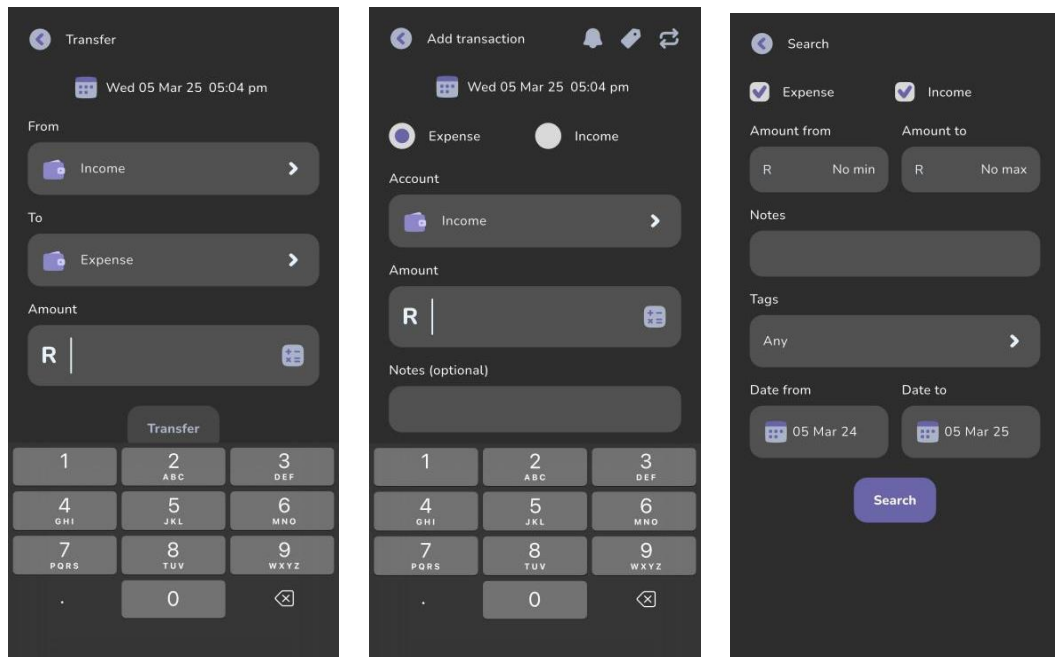 Transfer
Wed 05 Mar 25 05:04 pm
From
Income
To
Expense
Amount
R
Transfer
1
2
ABC
3
DEF
4
GHI
5
JKL
6
MNO
7
PQRS
8
TUV
9
WXYZ
.
0
Add transaction
Wed 05 Mar 25 05:04 pm
Expense
Income
Account
Income
Amount
R
Notes (optional)
1
2
ABC
3
DEF
4
GHI
5
JKL
6
MNO
7
PQRS
8
TUV
9
WXYZ
.
0
Search
Expense
Income
Amount from
Amount to
R No min
R No max
Notes
Tags
Any
Date from
Date to
05 Mar 24
05 Mar 25
Search